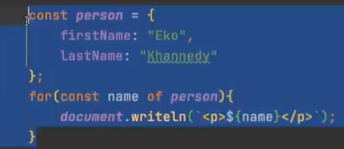 const person = {
firstName: "Eko",
lastName: "Khannedy"
};
for(const name of person){
document.writeln(`<p>${name}</p>`);
}